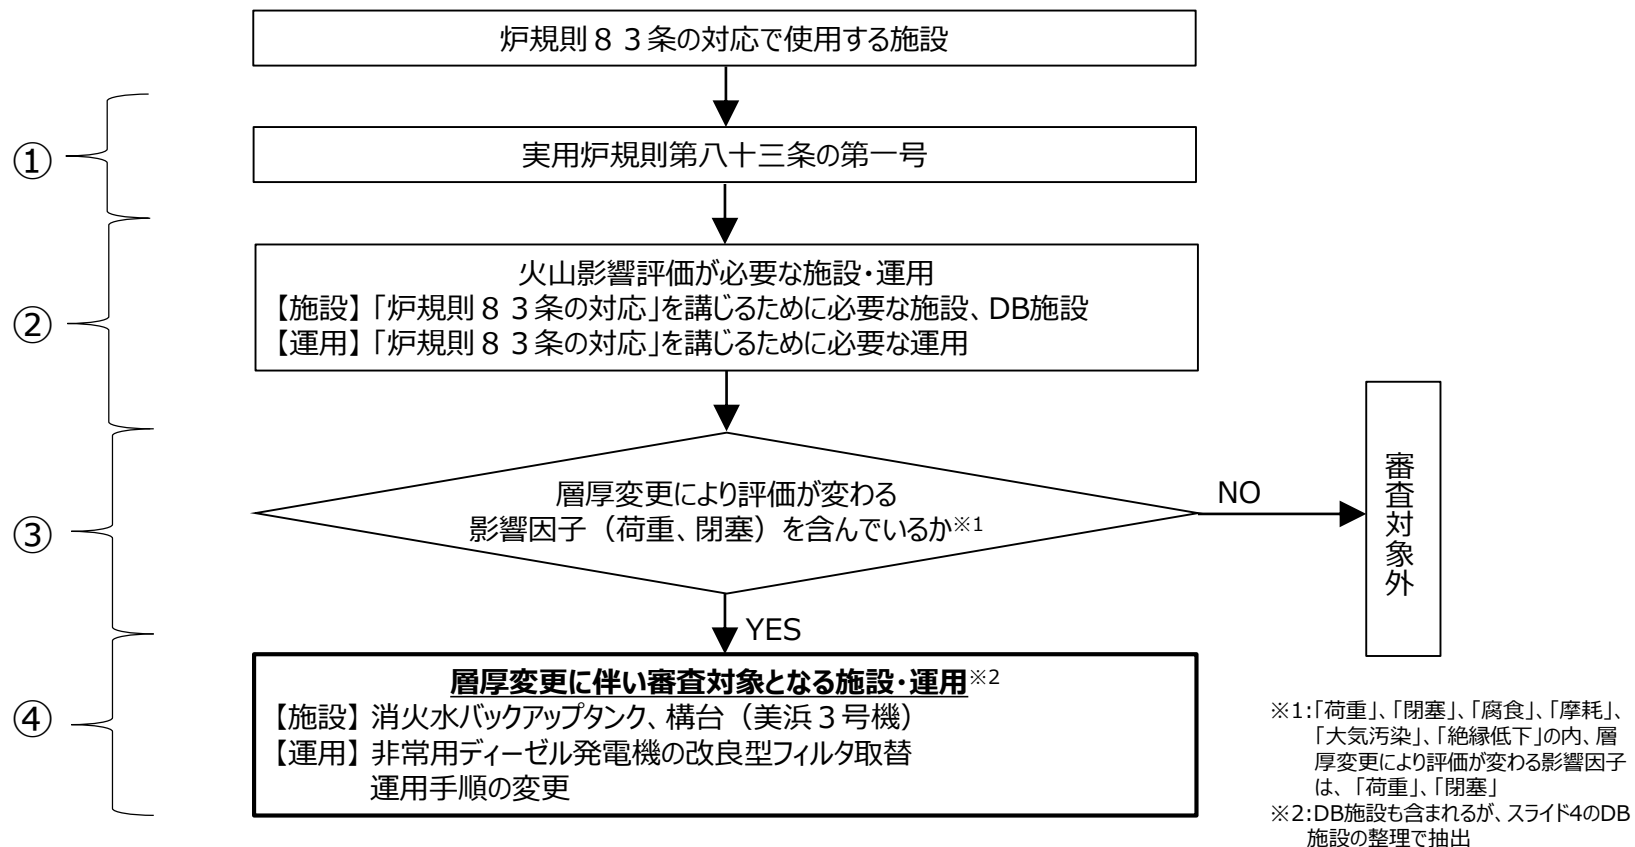 炉規則８３条の対応で使用する施設
①
実用炉規則第八十三条の第一号
②
火山影響評価が必要な施設・運用
【施設】「炉規則８３条の対応」を講じるために必要な施設、DB施設
【運用】「炉規則８３条の対応」を講じるために必要な運用
③
層厚変更により評価が変わる
影響因子（荷重、閉塞）を含んでいるか※1
NO
審査対象外
YES
④
層厚変更に伴い審査対象となる施設・運用※2
【施設】消火水バックアップタンク、構台（美浜３号機）
【運用】非常用ディーゼル発電機の改良型フィルタ取替
運用手順の変更
※1:「荷重」、「閉塞」、「腐食」、「摩耗」、
「大気汚染」、「絶縁低下」の内、層
厚変更により評価が変わる影響因子
は、「荷重」、「閉塞」
※2:DB施設も含まれるが、スライド4のDB
施設の整理で抽出